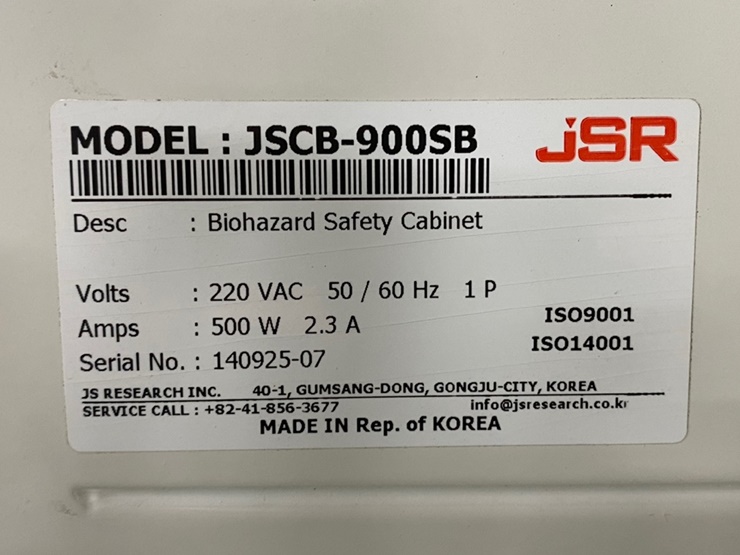 MODEL : JSCB-900SB
JSR
Desc : Biohazard Safety Cabinet
Volts : 220 VAC 50 / 60 Hz 1 P
Amps : 500 W 2.3 A
ISO9001
ISO14001
Serial No. : 140925-07
JS RESEARCH INC. 40-1, GUMSANG-DONG, GONGJU-CITY, KOREA
SERVICE CALL : +82-41-856-3677 info@jsresearch.co.kr
MADE IN Rep. of KOREA